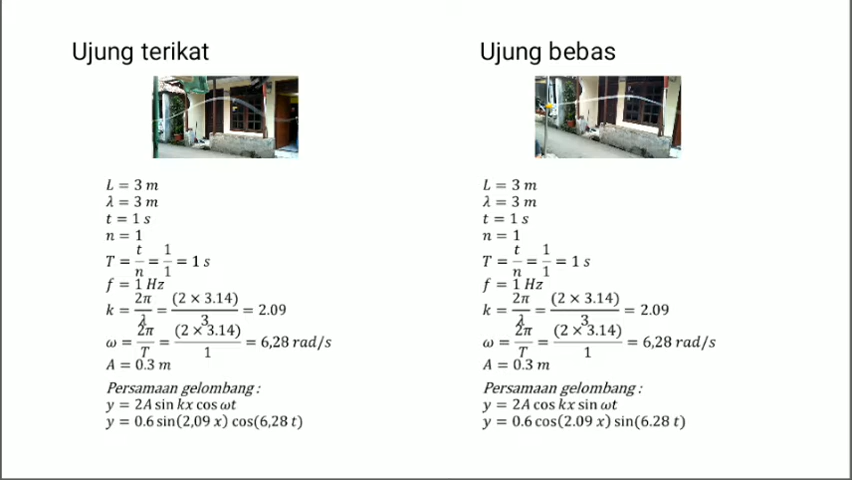 Ujung terikat
L = 3 m
λ = 3 m
t = 1 s
n = 1
T = t/n = 1/1 = 1 s
f = 1 Hz
k = 2π/λ = (2 × 3.14)/3 = 2.09
ω = 2π/T = (2 × 3.14)/1 = 6,28 rad/s
A = 0.3 m
Persamaan gelombang :
y = 2A sin kx cos ωt
y = 0.6 sin(2,09 x) cos(6,28 t)
Ujung bebas
L = 3 m
λ = 3 m
t = 1 s
n = 1
T = t/n = 1/1 = 1 s
f = 1 Hz
k = 2π/λ = (2 × 3.14)/3 = 2.09
ω = 2π/T = (2 × 3.14)/1 = 6,28 rad/s
A = 0.3 m
Persamaan gelombang :
y = 2A cos kx sin ωt
y = 0.6 cos(2.09 x) sin(6.28 t)